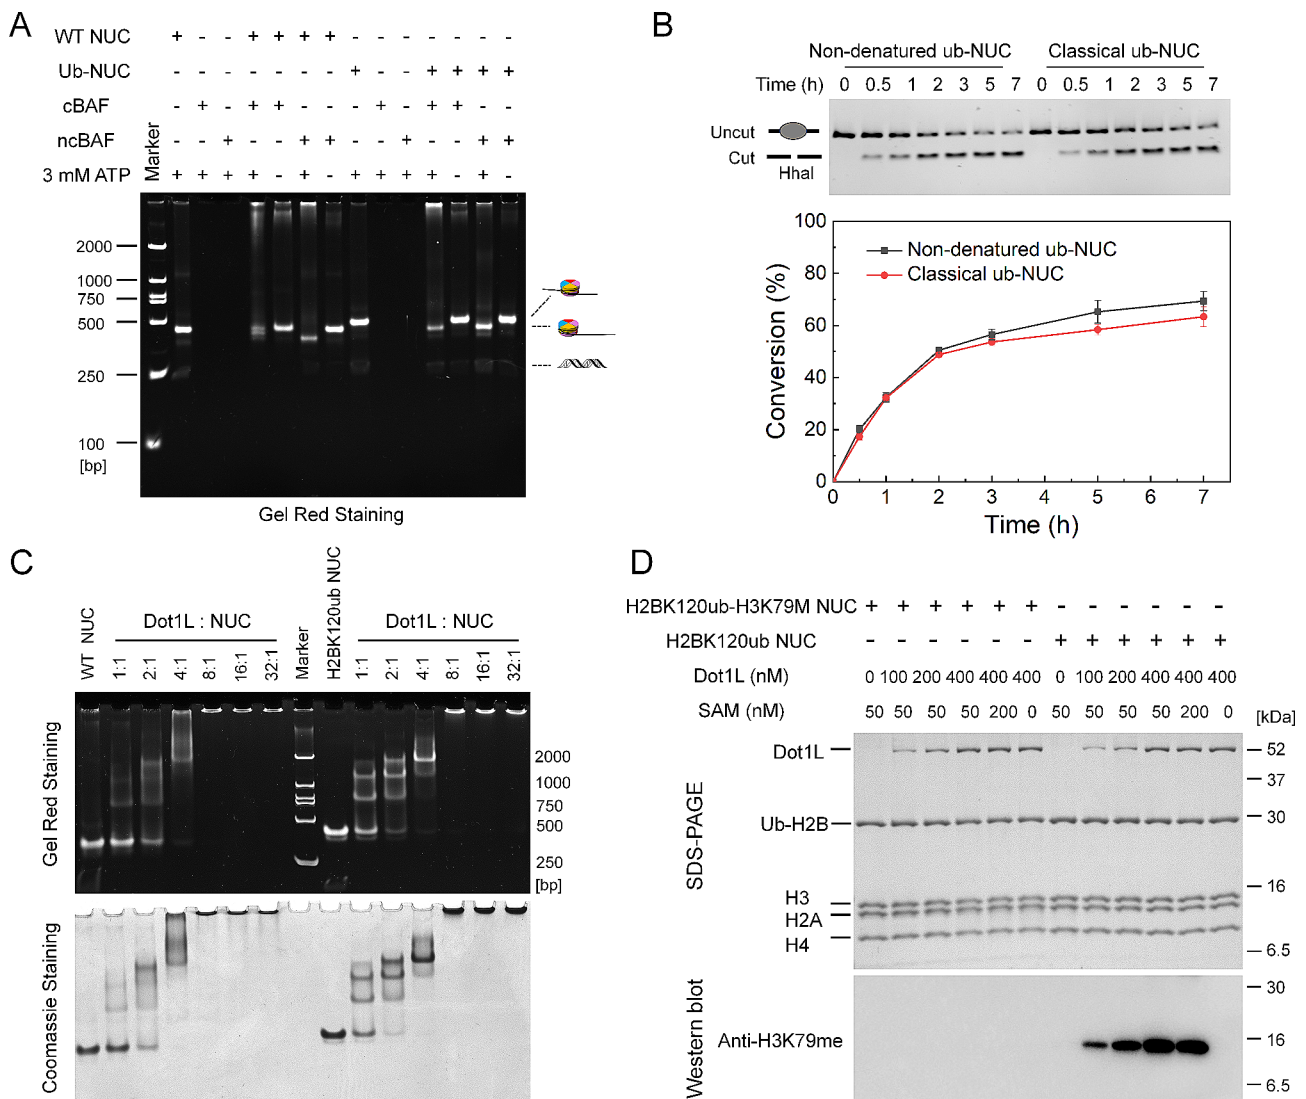 A
WT NUC + - - + + + + - - - - - - -
Ub-NUC - - - - - - - + - - + + + +
cBAF - + - + + - - - + - + + - -
ncBAF - - + - - + + - - + - - + +
3 mM ATP + + + + - + - + + + + - + -
Marker
2000
1000
750
500
250
100
[bp]
Gel Red Staining
B
Non-denatured ub-NUC Classical ub-NUC
Time (h) 0 0.5 1 2 3 5 7 0 0.5 1 2 3 5 7
Uncut
Cut
HhaI
Conversion (%)
100
80
60
40
20
0
Non-denatured ub-NUC
Classical ub-NUC
0 1 2 3 4 5 6 7
Time (h)
C
WT NUC
Dot1L : NUC
1:1 2:1 4:1 8:1 16:1 32:1
Marker
H2BK120ub NUC
Dot1L : NUC
1:1 2:1 4:1 8:1 16:1 32:1
Gel Red Staining
2000
1000
750
500
250
[bp]
Coomassie Staining
D
H2BK120ub-H3K79M NUC + + + + + + - - - - - -
H2BK120ub NUC - - - - - - + + + + + +
Dot1L (nM) 0 100 200 400 400 400 0 100 200 400 400 400
SAM (nM) 50 50 50 50 200 0 50 50 50 50 200 0
[kDa]
SDS-PAGE
Dot1L
Ub-H2B
H3
H2A
H4
52
37
30
16
6.5
Western blot
Anti-H3K79me
30
16
6.5